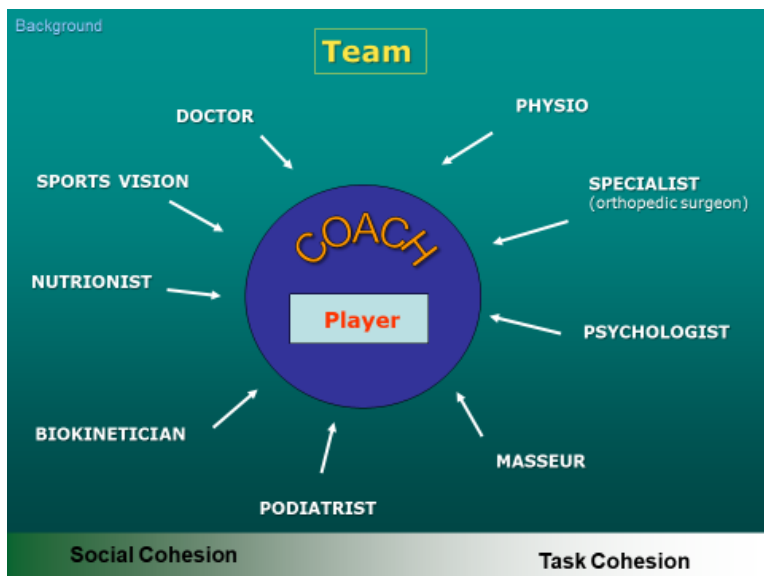 Background
Team
DOCTOR
PHYSIO
SPORTS VISION
SPECIALIST
(orthopedic surgeon)
COACH
NUTRIONIST
Player
PSYCHOLOGIST
BIOKINETICIAN
MASSEUR
PODIATRIST
Social Cohesion
Task Cohesion